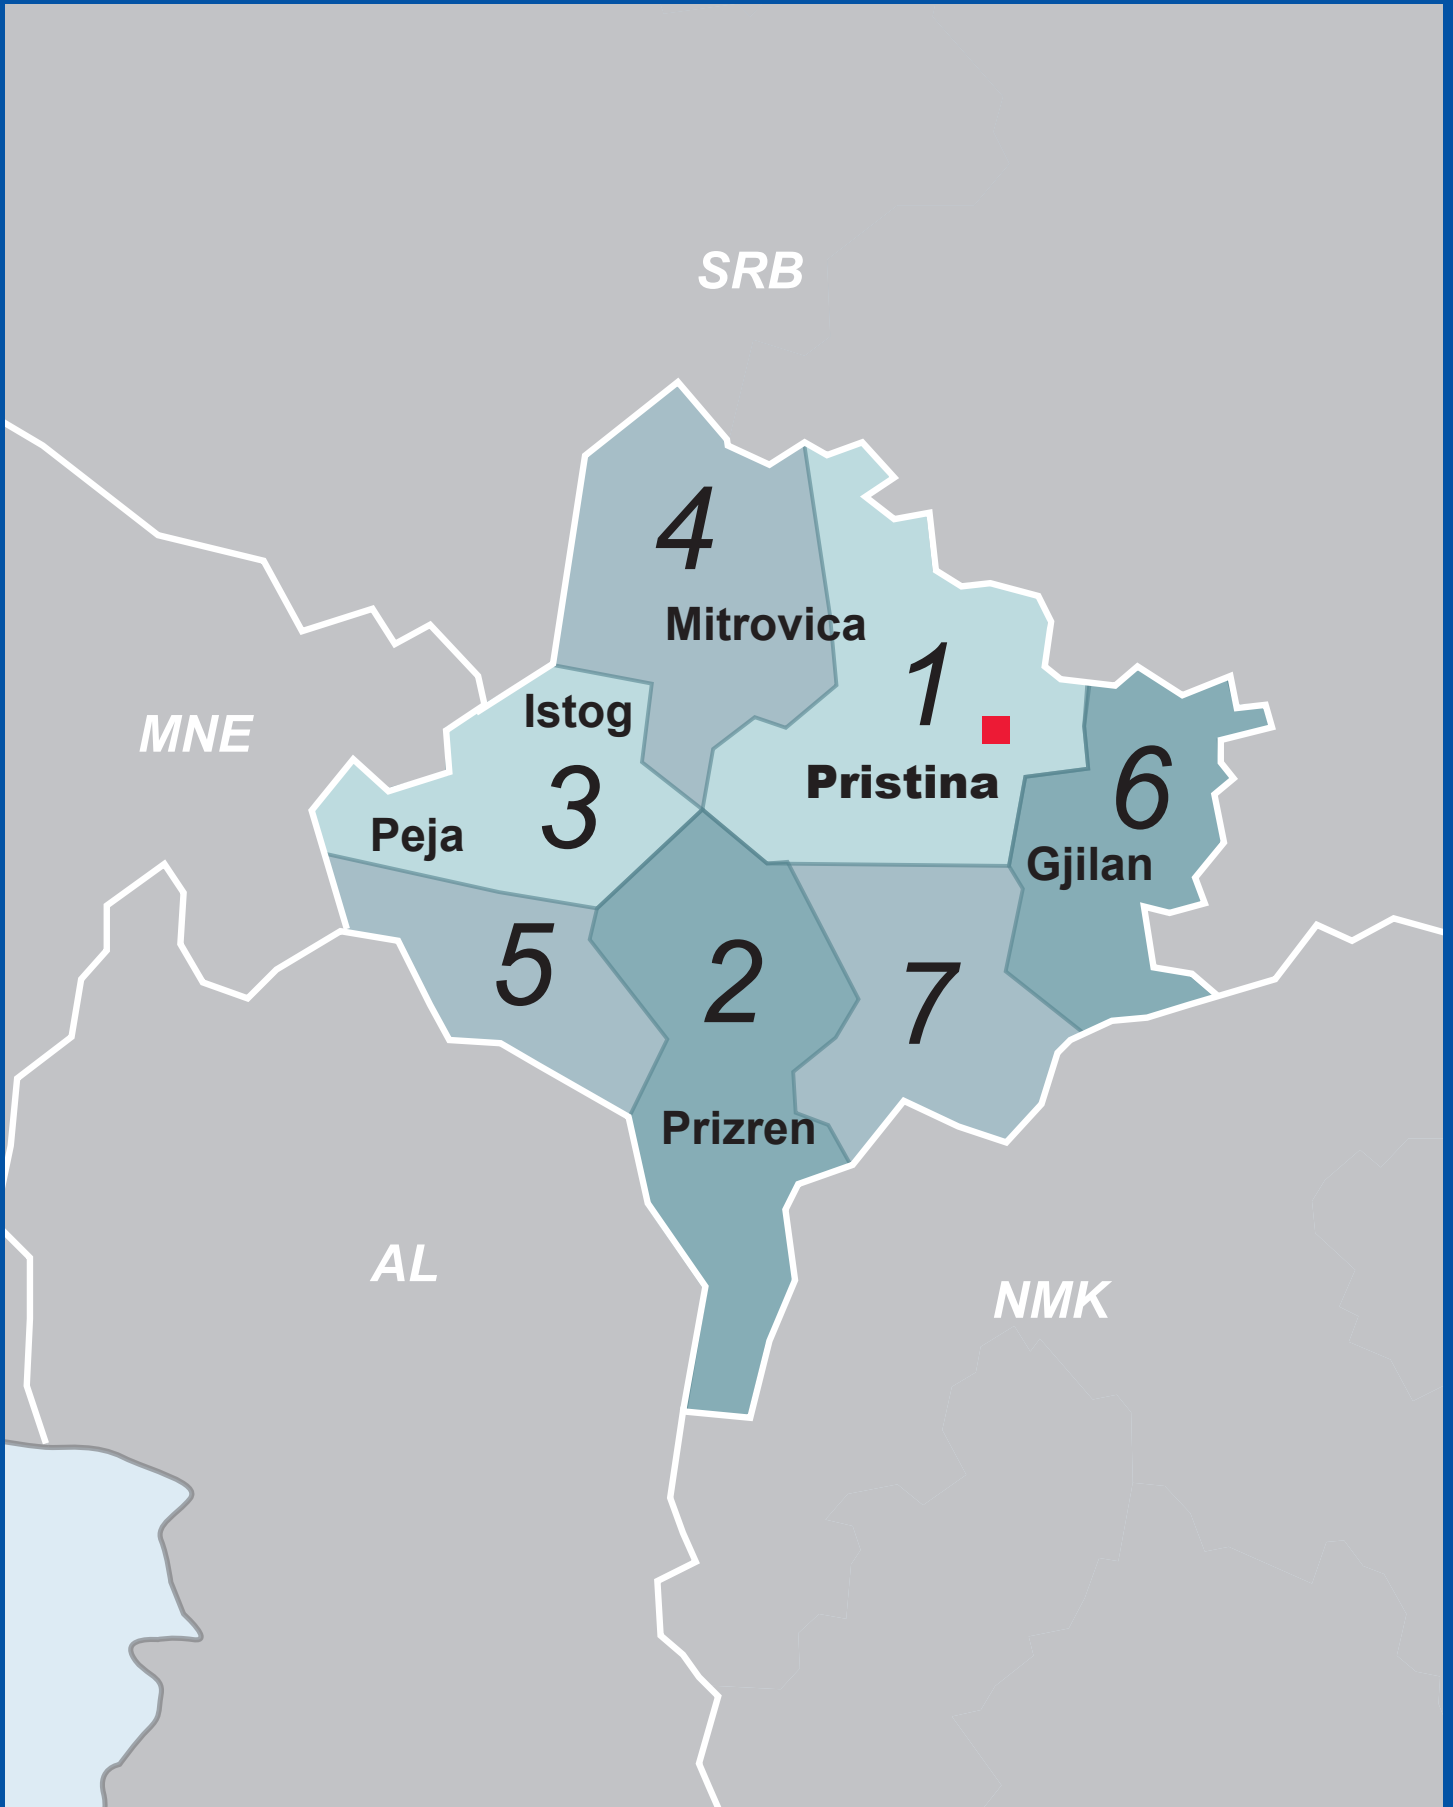 SRB
4
Mitrovica
1
Istog
MNE
Pristina
6
3
Peja
Gjilan
5
2
7
Prizren
AL
NMK